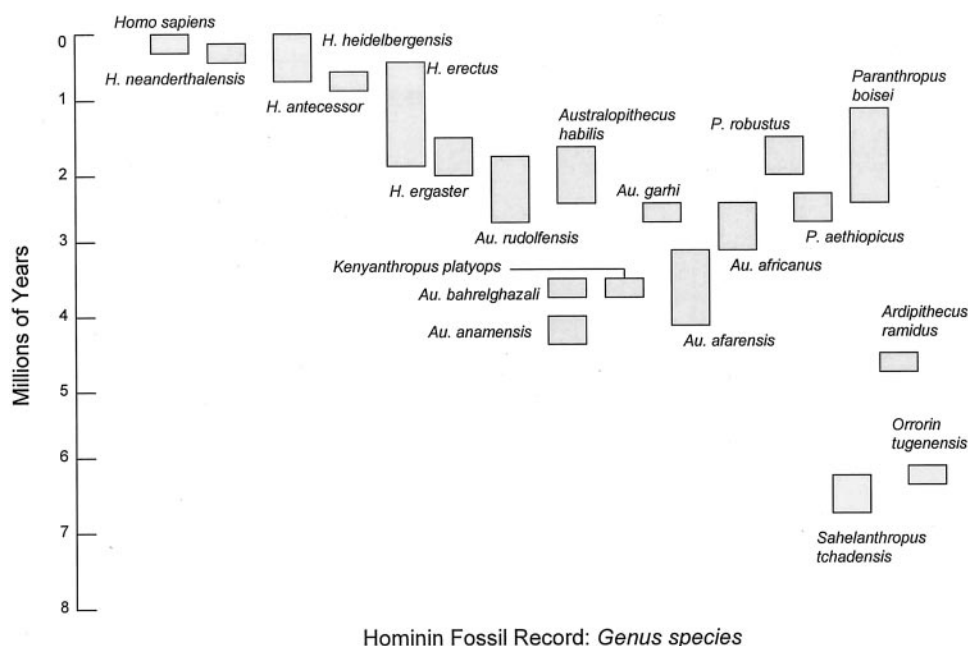 Homo sapiens
H. neanderthalensis
H. heidelbergensis
H. antecessor
H. erectus
H. ergaster
Australopithecus
habilis
Au. rudolfensis
Au. garhi
P. robustus
Paranthropus
boisei
P. aethiopicus
Au. africanus
Kenyanthropus platyops
Au. bahrelghazali
Au. anamensis
Au. afarensis
Ardipithecus
ramidus
Orrorin
tugenensis
Sahelanthropus
tchadensis
0
1
2
3
4
5
6
7
8
Millions of Years
Hominin Fossil Record: Genus species